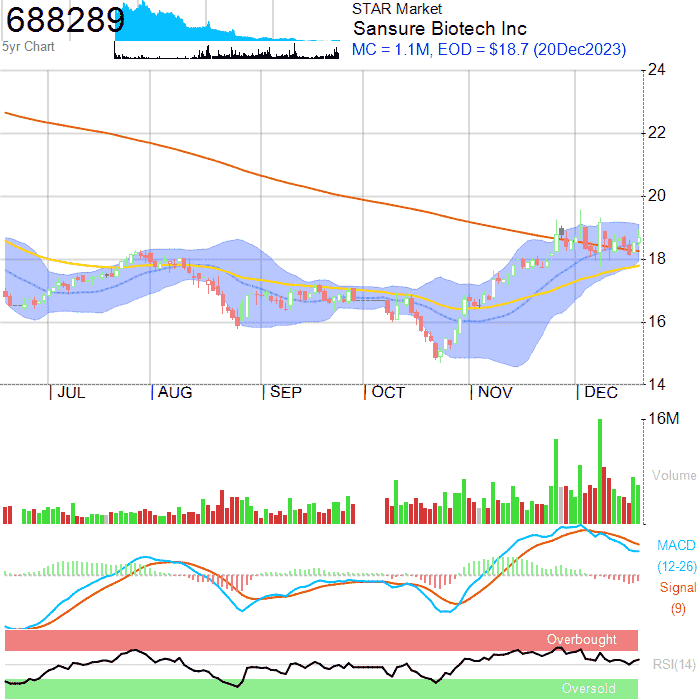 688289
5yr Chart
STAR Market
Sansure Biotech Inc
MC = 1.1M, EOD = $18.7 (20Dec2023)
24
22
20
18
16
14
JUL AUG SEP OCT NOV DEC
16M
Volume
MACD
(12-26)
Signal
(9)
Overbought
RSI(14)
Oversold